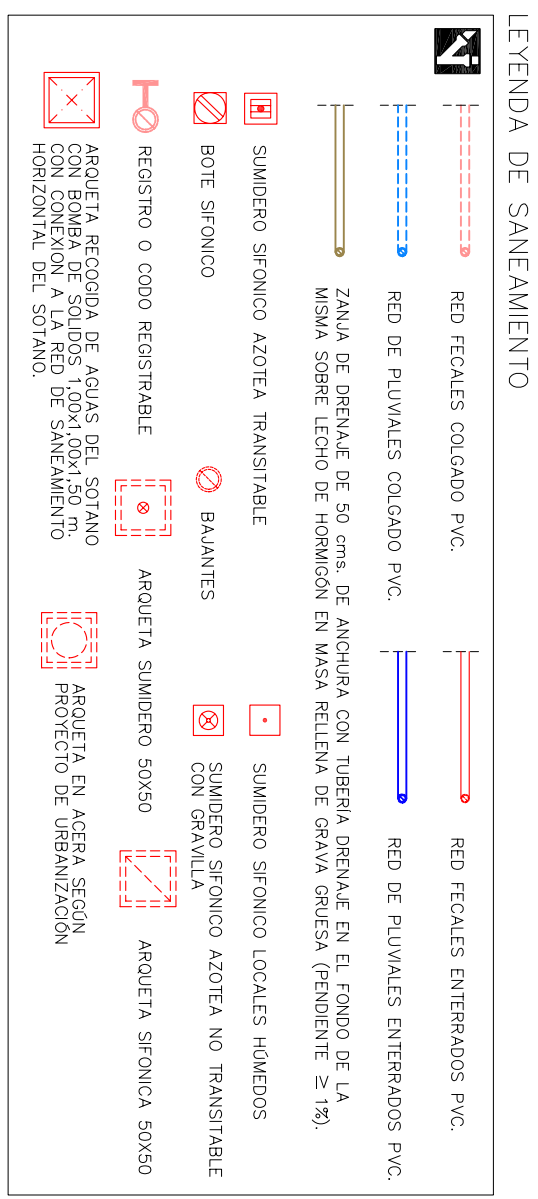 LEYENDA DE SANEAMIENTO
RED FECALES COLGADO PVC.
RED FECALES ENTERRADOS PVC.
RED DE PLUVIALES COLGADO PVC.
RED DE PLUVIALES ENTERRADOS PVC.
ZANJA DE DRENAJE DE 50 cms. DE ANCHURA CON TUBERÍA DRENAJE EN EL FONDO DE LA
MISMA SOBRE LECHO DE HORMIGÓN EN MASA RELLENA DE GRAVA GRUESA (PENDIENTE ≥ 1%).
SUMIDERO SIFONICO AZOTEA TRANSITABLE
SUMIDERO SIFONICO LOCALES HÚMEDOS
BOTE SIFONICO
BAJANTES
SUMIDERO SIFONICO AZOTEA NO TRANSITABLE
CON GRAVILLA
REGISTRO O CODO REGISTRABLE
ARQUETA SUMIDERO 50X50
ARQUETA SIFONICA 50X50
ARQUETA RECOGIDA DE AGUAS DEL SOTANO
CON BOMBA DE SOLIDOS 1,00x1,00x1,50 m.
CON CONEXION A LA RED DE SANEAMIENTO
HORIZONTAL DEL SOTANO.
ARQUETA EN ACERA SEGÚN
PROYECTO DE URBANIZACIÓN